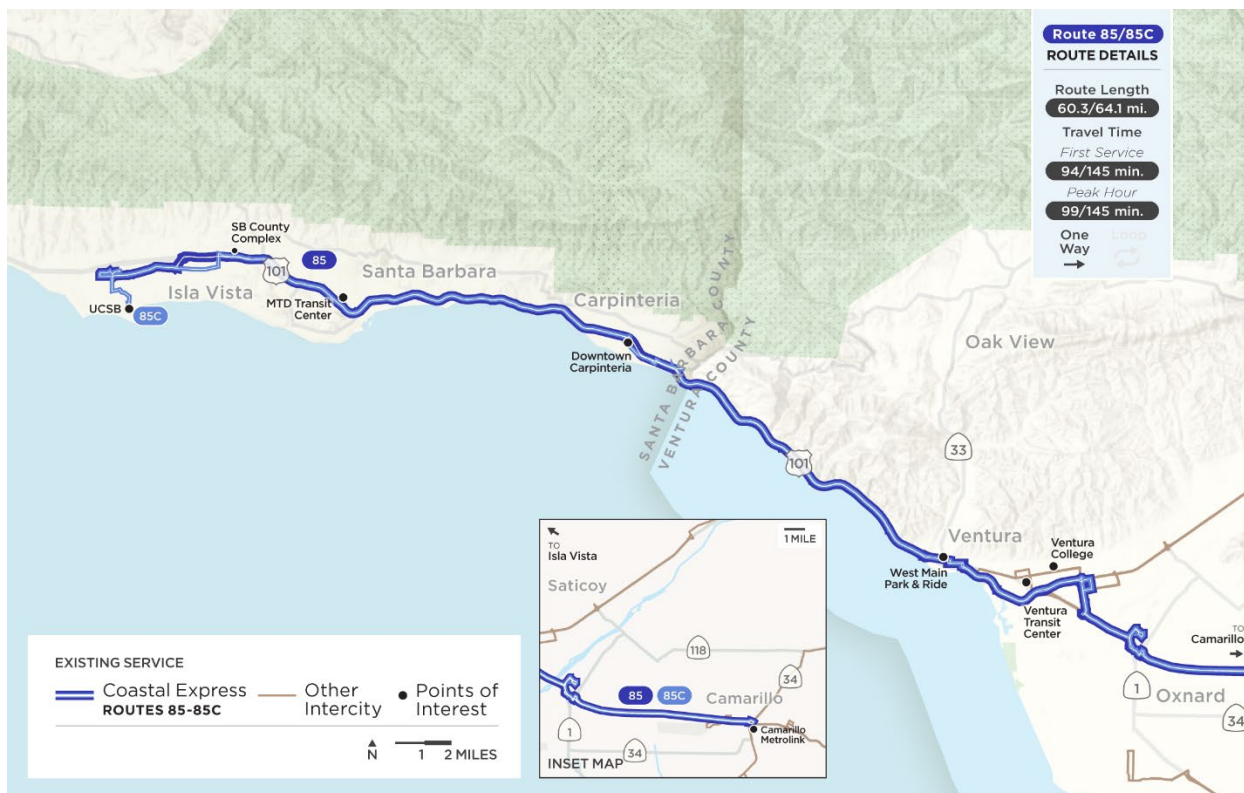 Route 85/85C
ROUTE DETAILS
Route Length
60.3/64.1 mi.
Travel Time
First Service
94/145 min.
Peak Hour
99/145 min.
One
Way
Loop
SB County
Complex
101
85
Santa Barbara
UCSB
85C
Isla Vista
MTD Transit
Center
Carpinteria
Downtown
Carpinteria
SANTA BARBARA COUNTY
VENTURA COUNTY
Oak View
33
101
Ventura
Ventura
College
West Main
Park & Ride
Ventura
Transit
Center
TO
Camarillo
1
Oxnard
34
TO
Isla Vista
1 MILE
Saticoy
118
34
85
85C
Camarillo
1
34
Camarillo
Metrolink
INSET MAP
EXISTING SERVICE
Coastal Express
ROUTES 85-85C
Other
Intercity
Points of
Interest
N
1 2 MILES